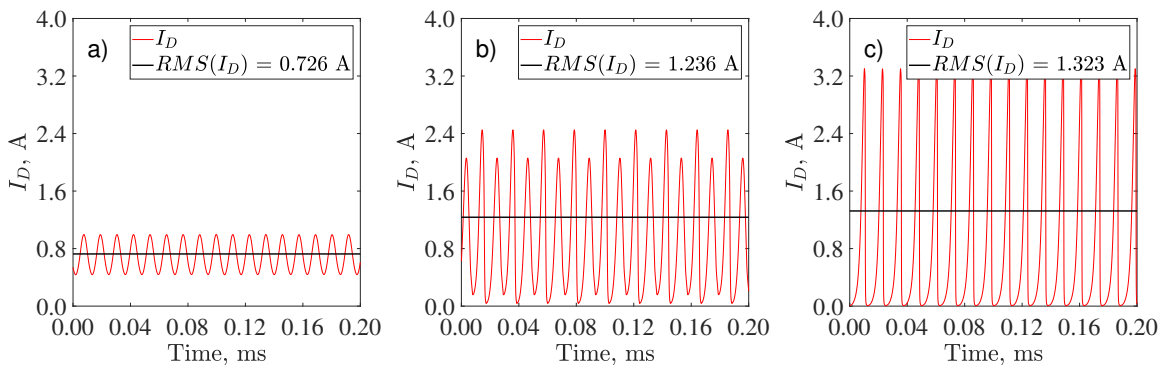 a)
I_D
RMS(I_D) = 0.726 A
4.0
3.2
2.4
1.6
0.8
0.0
I_D, A
0.00 0.04 0.08 0.12 0.16 0.20
Time, ms
b)
I_D
RMS(I_D) = 1.236 A
4.0
3.2
2.4
1.6
0.8
0.0
I_D, A
0.00 0.04 0.08 0.12 0.16 0.20
Time, ms
c)
I_D
RMS(I_D) = 1.323 A
4.0
3.2
2.4
1.6
0.8
0.0
I_D, A
0.00 0.04 0.08 0.12 0.16 0.20
Time, ms